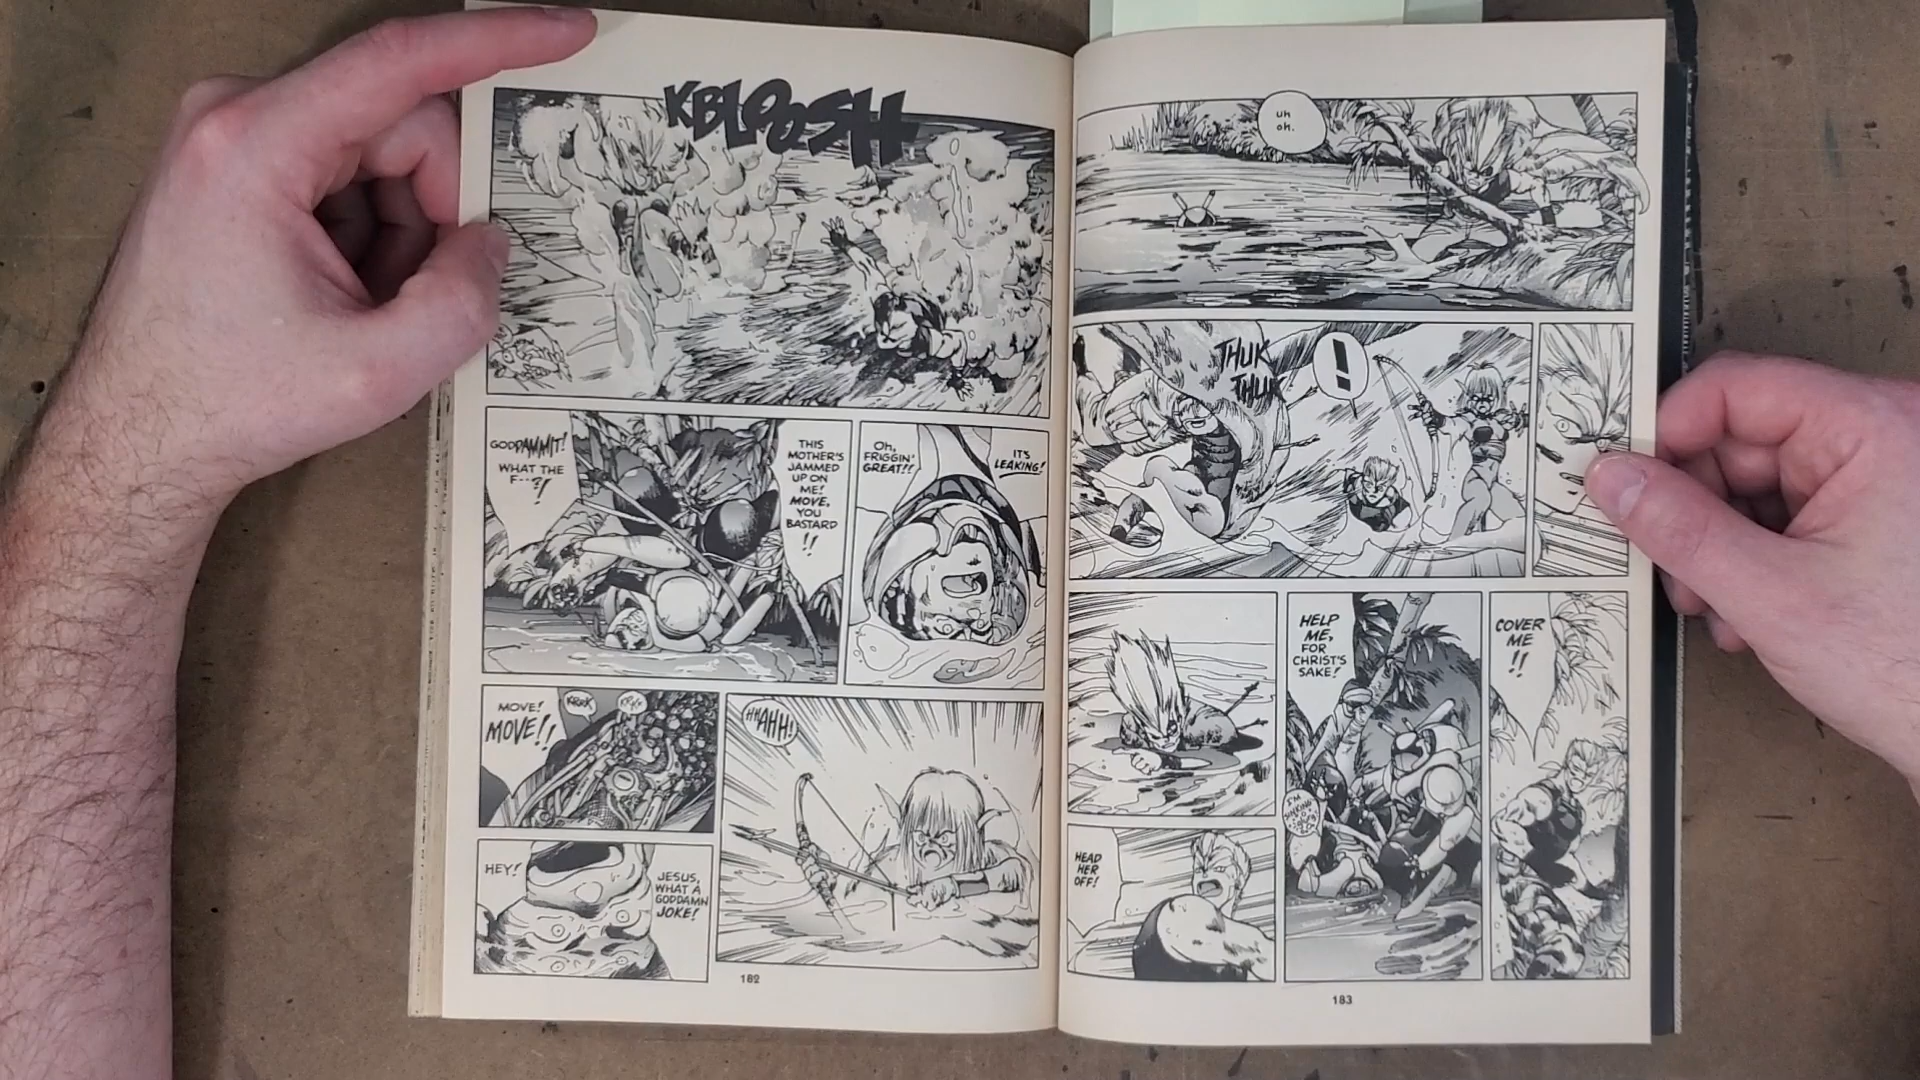 KBLOOSH
GODDAMMIT!
WHAT THE
F--?!
THIS
MOTHER'S
JAMMED
UP ON
ME!
MOVE,
YOU
BASTARD
!!
Oh,
FRIGGIN'
GREAT!!
IT'S
LEAKING!
MOVE!
MOVE!!
KRRK
HHAHH!
HEY!
JESUS,
WHAT A
GODDAMN
JOKE!
182
uh
oh.
THUK
THUK
!
HEAD
HER
OFF!
HELP
ME,
FOR
CHRIST'S
SAKE!
I'M
COVER
ME
!!
183